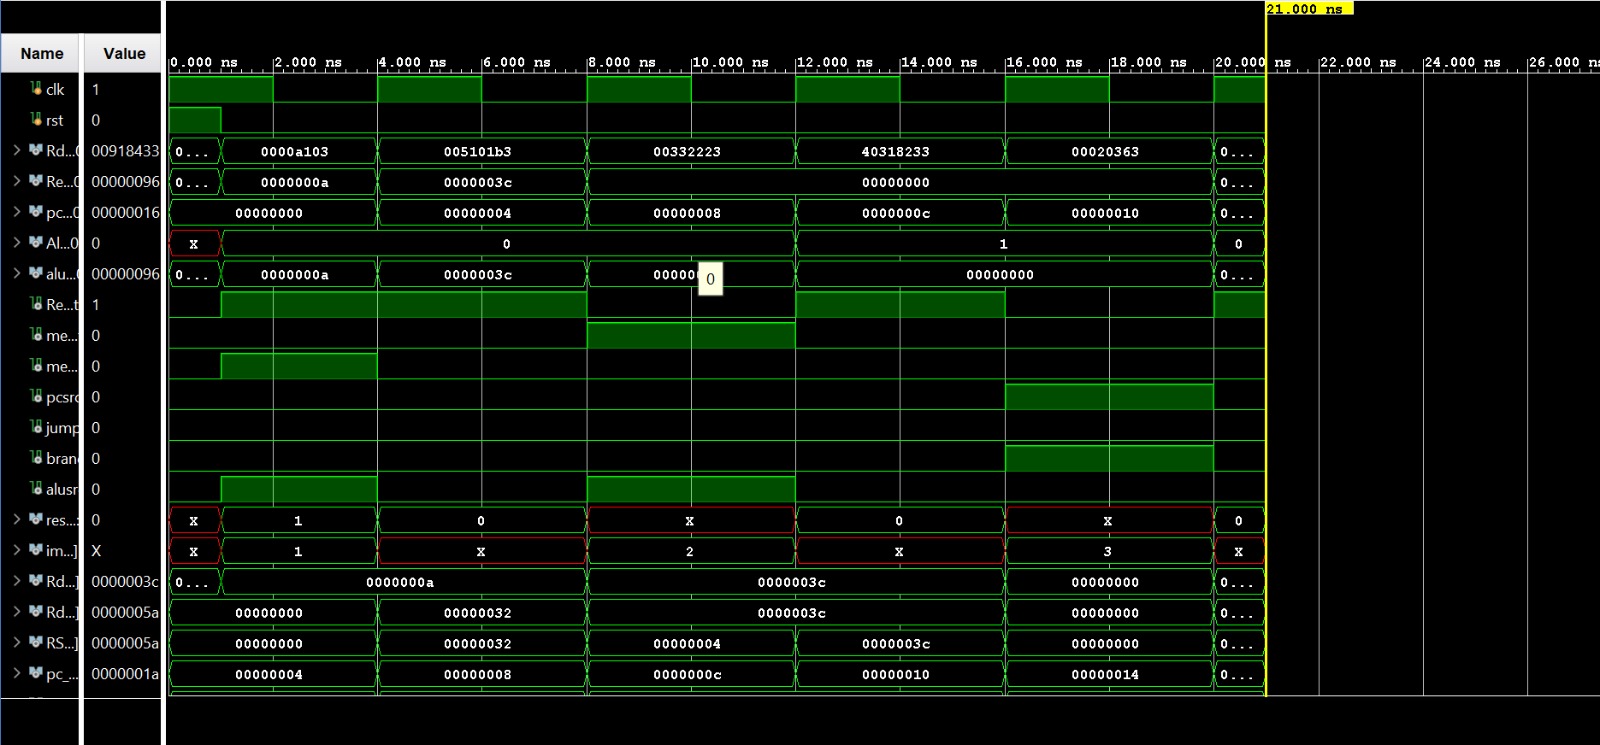 21.000 ns
Name Value
0.000 ns 2.000 ns 4.000 ns 6.000 ns 8.000 ns 10.000 ns 12.000 ns 14.000 ns 16.000 ns 18.000 ns 20.000 ns 22.000 ns 24.000 ns 26.000 ns
clk 1
rst 0
Rd...0 00918433 0... 0000a103 005101b3 00332223 40318233 00020363 0...
Re...0 00000096 0... 0000000a 0000003c 00000000 0...
pc...0 00000016 00000000 00000004 00000008 0000000c 00000010 0...
Al...0 0 X 0 1 0
alu... 00000096 0... 0000000a 0000003c 00000 0 00000000 0...
Re...t 1
me... 0
me... 0
pcsrc 0
jump 0
bran 0
alusr 0
res...: 0 X 1 0 X 0 X 0
im...] X X 1 X 2 X 3 X
Rd...] 0000003c 0... 0000000a 0000003c 00000000 0...
Rd...] 0000005a 00000000 00000032 0000003c 00000000 0...
RS...] 0000005a 00000000 00000032 00000004 0000003c 00000000 0...
pc_... 0000001a 00000004 00000008 0000000c 00000010 00000014 0...